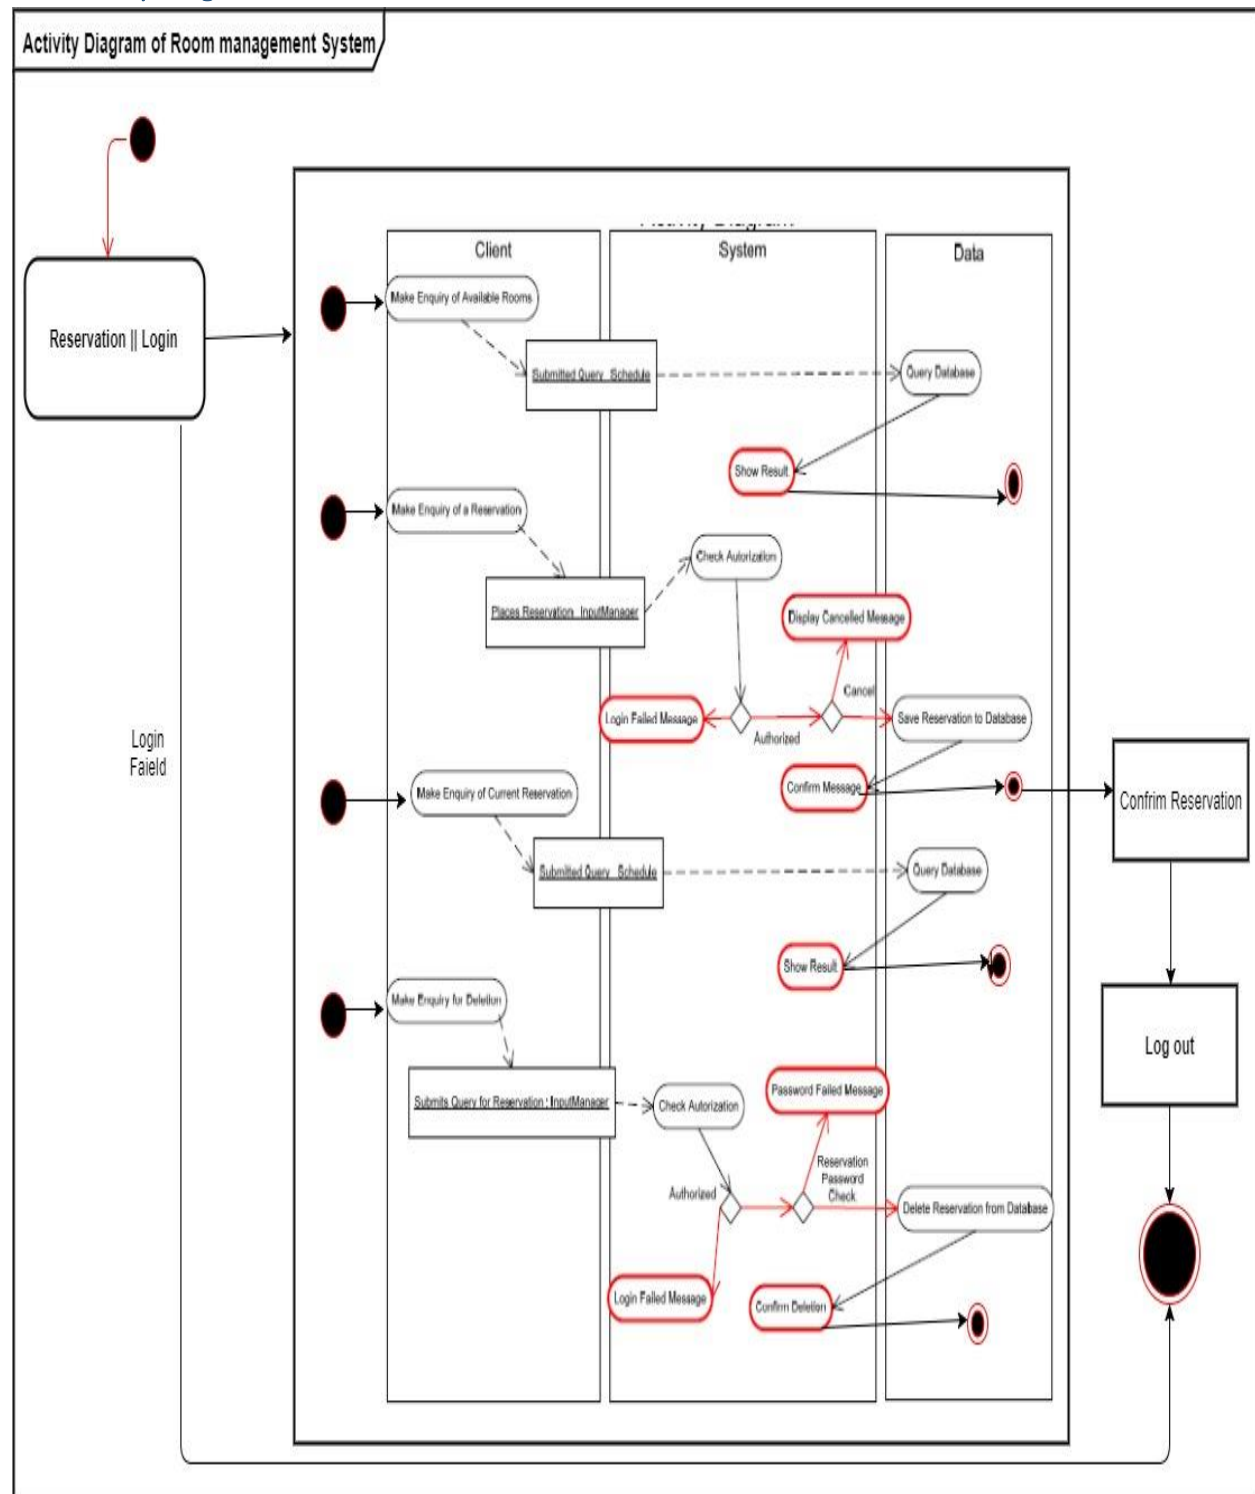 Activity Diagram of Room management System
Client
System
Data
Make Enquiry of Available Rooms
Submitted Query Schedule
Query Database
Show Result
Reservation || Login
Make Enquiry of a Reservation
Check Autorization
Places Reservation InputManager
Display Cancelled Message
Cancel
Login Failed Message
Authorized
Save Reservation to Database
Login
Faield
Make Enquiry of Current Reservation
Confirm Message
Confrim Reservation
Submitted Query Schedule
Query Database
Show Result
Make Enquiry for Deletion
Log out
Submits Query for Reservation : InputManager
Check Autorization
Password Failed Message
Reservation
Password
Check
Authorized
Delete Reservation from Database
Login Failed Message
Confirm Deletion